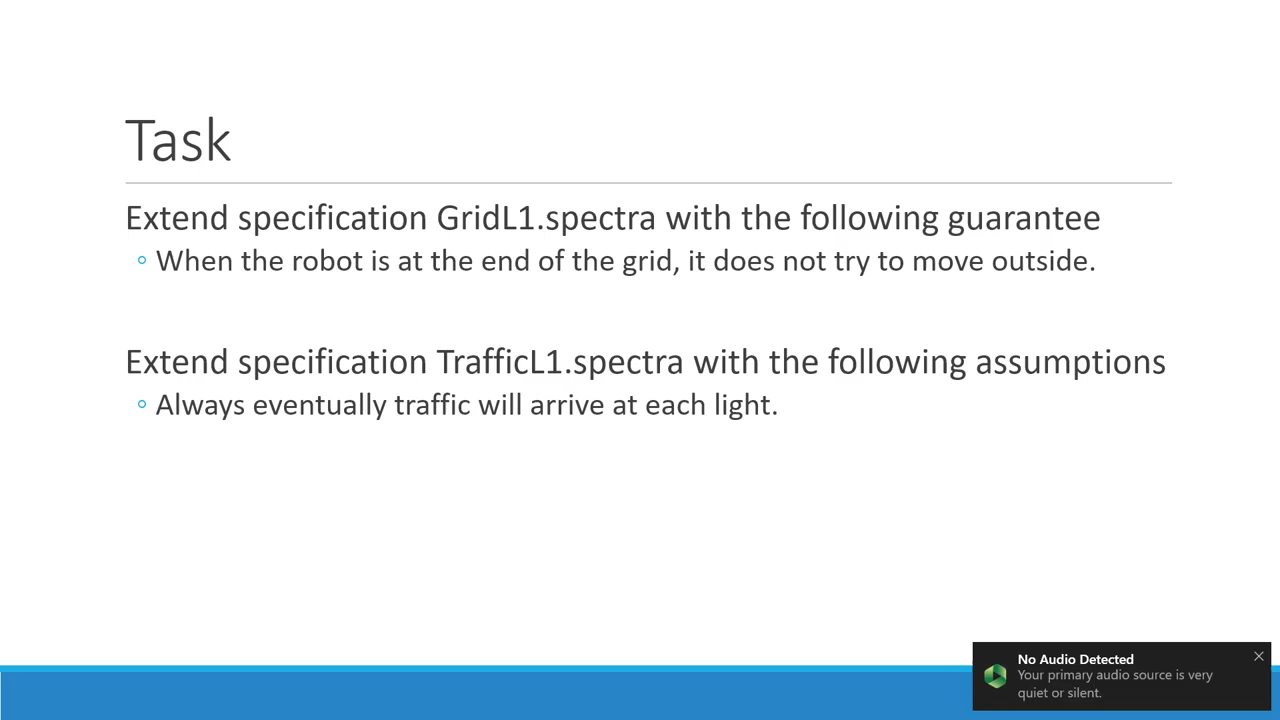 Task
Extend specification GridL1.spectra with the following guarantee
◦ When the robot is at the end of the grid, it does not try to move outside.
Extend specification TrafficL1.spectra with the following assumptions
◦ Always eventually traffic will arrive at each light.
No Audio Detected
Your primary audio source is very
quiet or silent.